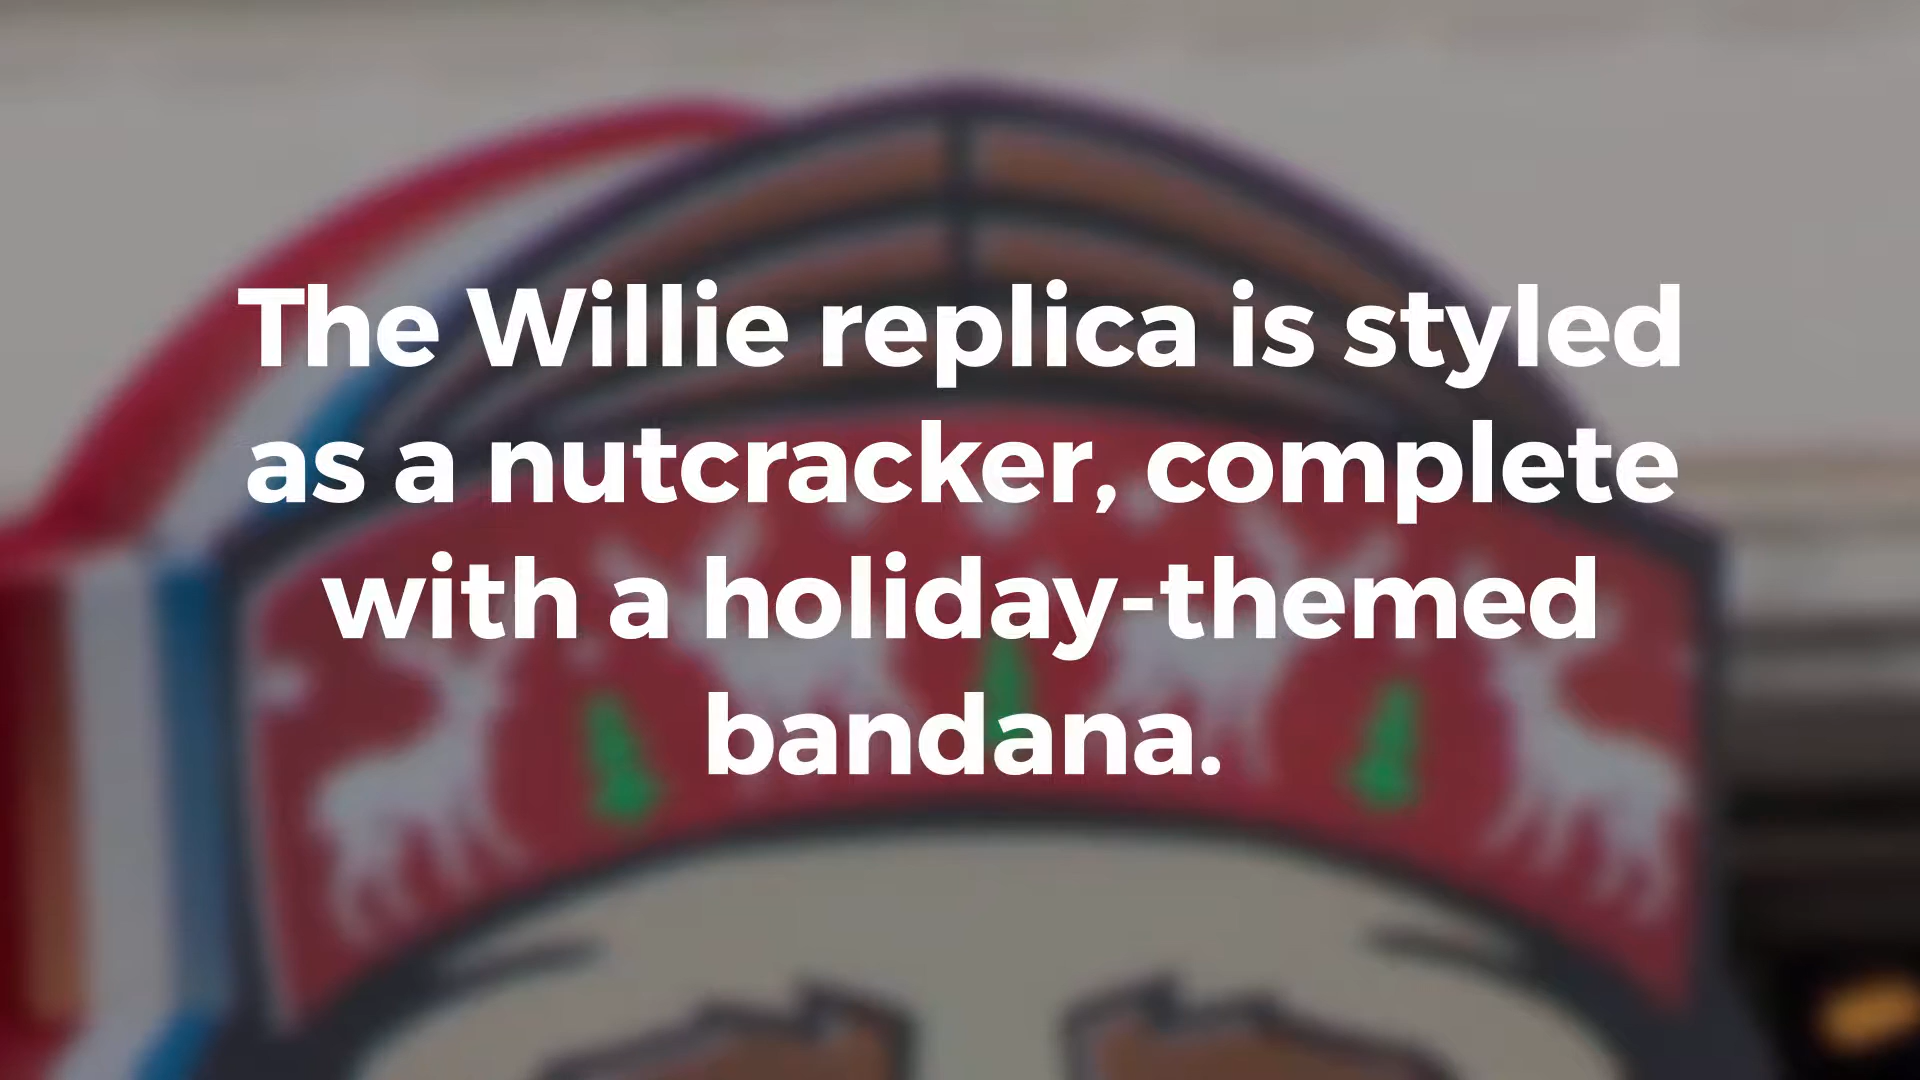 The Willie replica is styled
as a nutcracker, complete
with a holiday-themed
bandana.